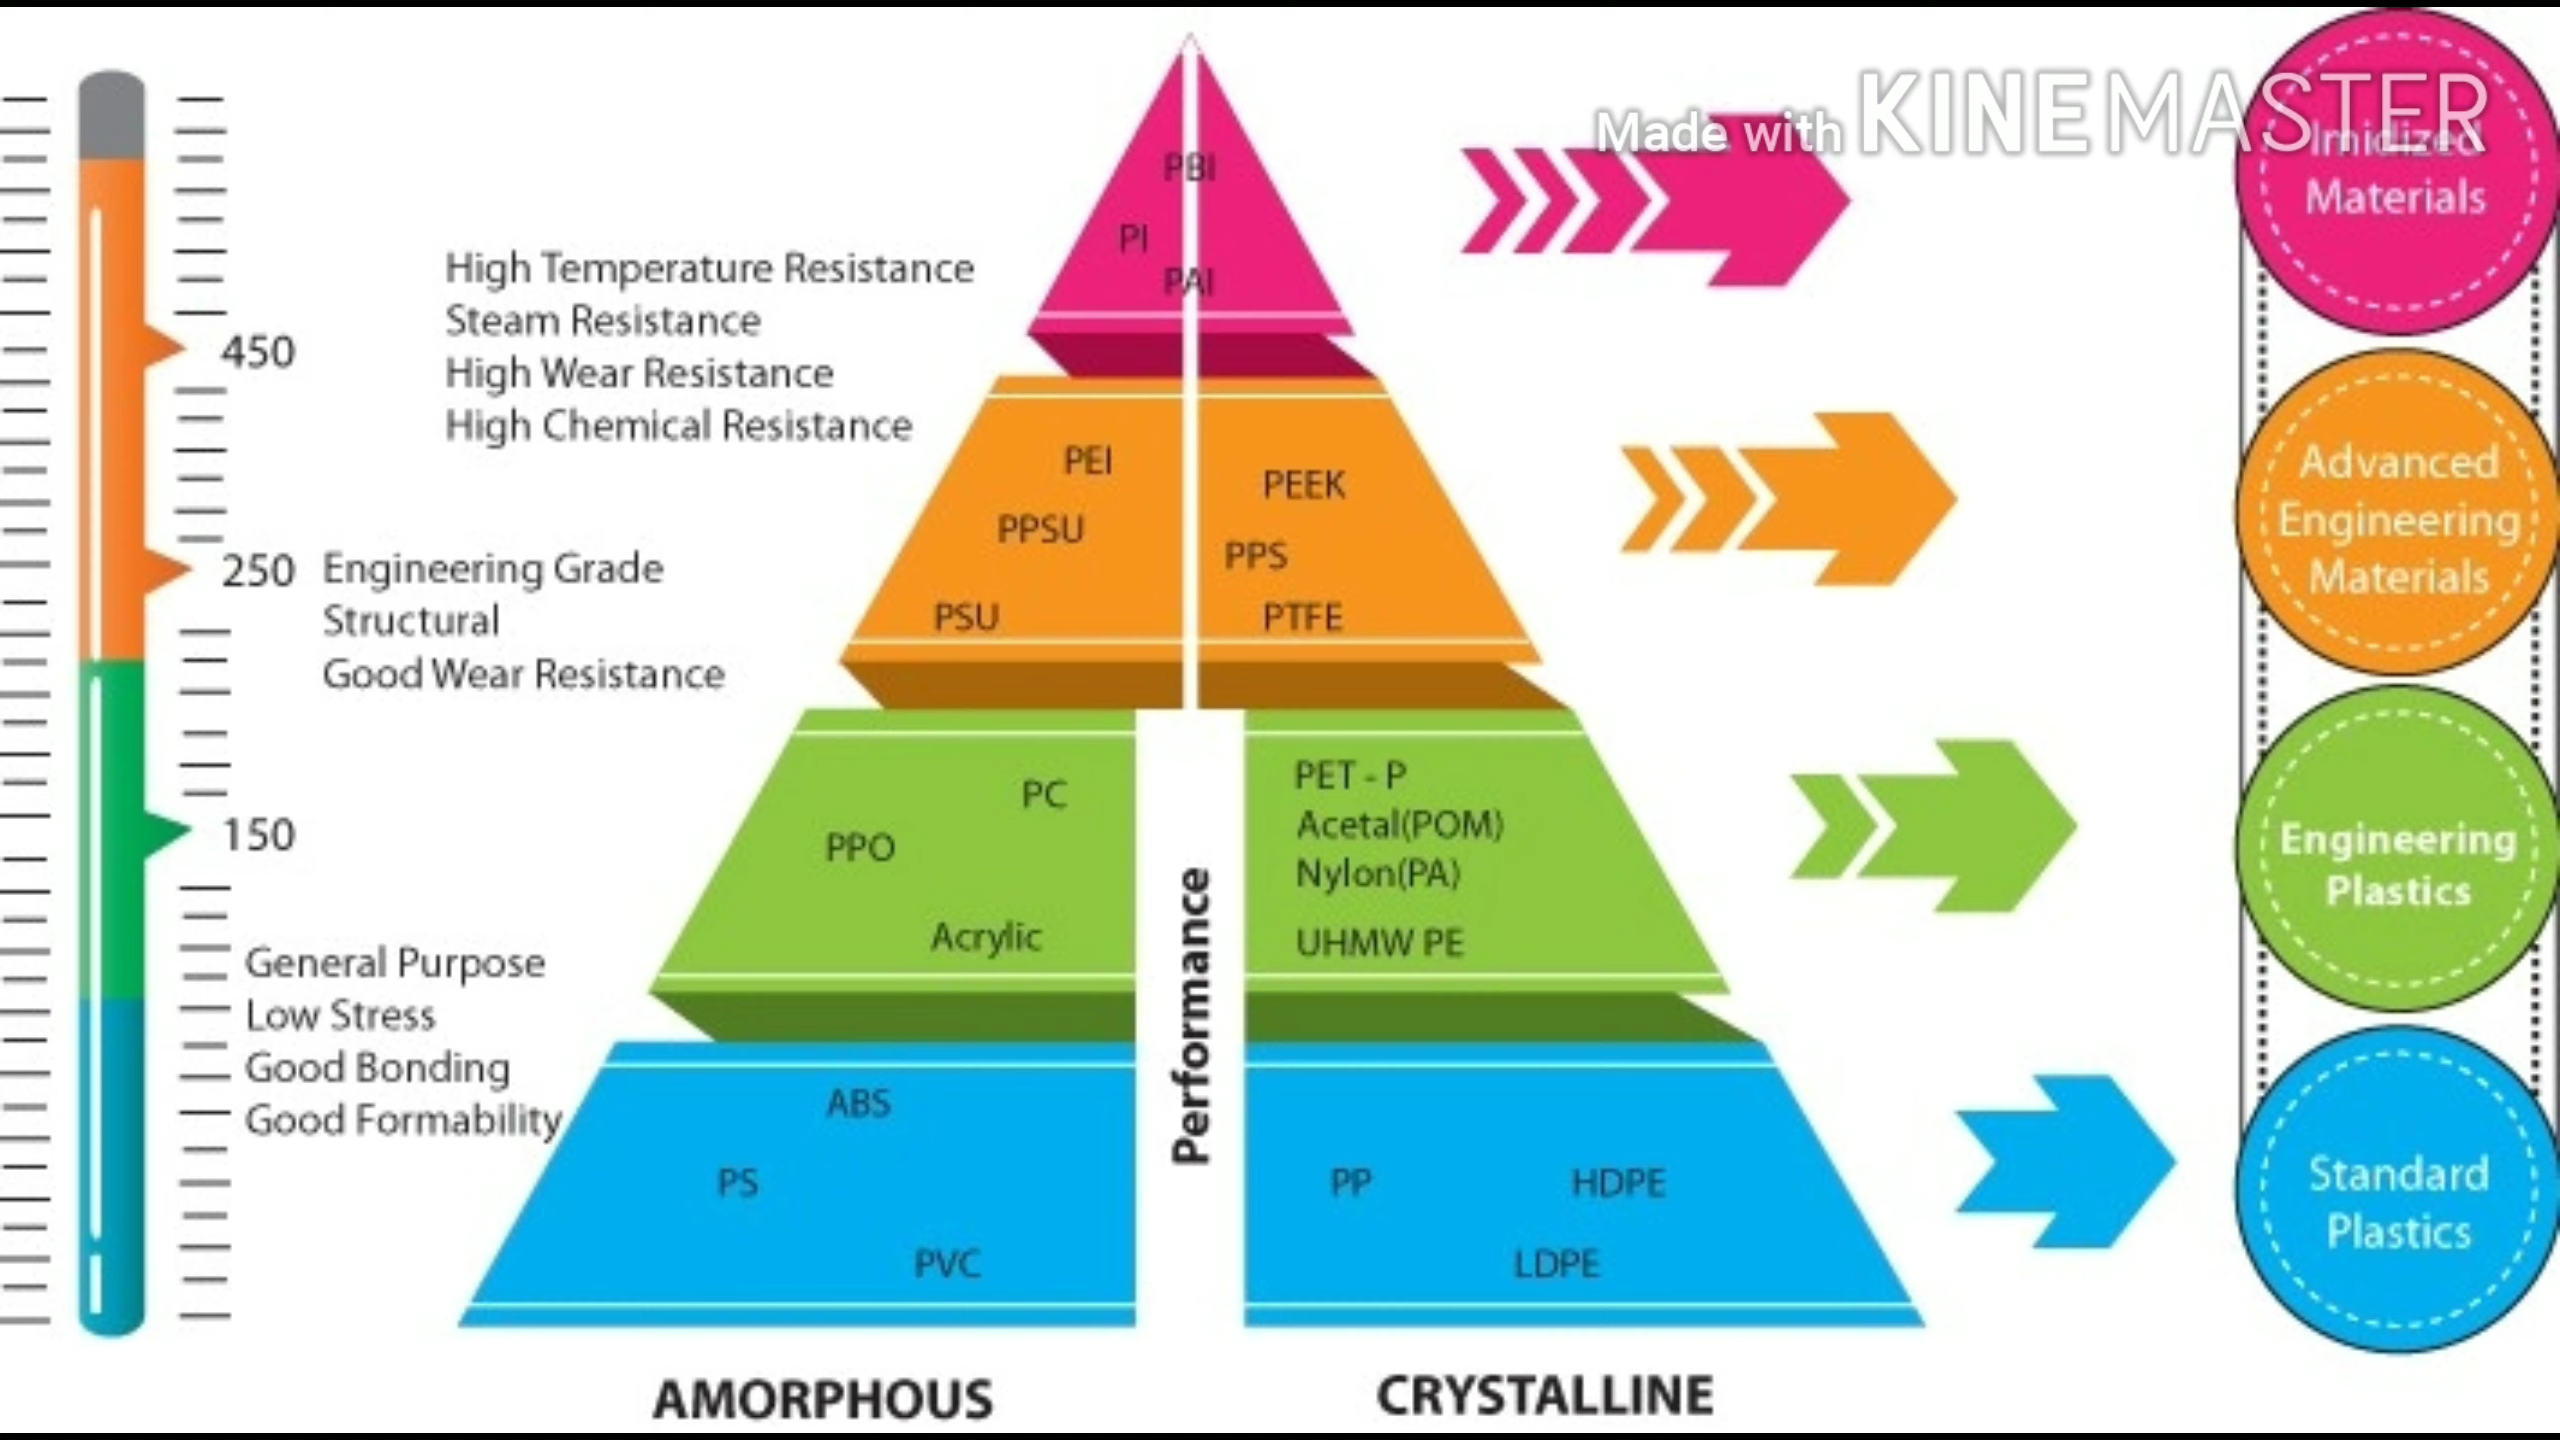 Made with KINEMASTER
Imidized
Materials
PBI
PI
PAI
High Temperature Resistance
Steam Resistance
High Wear Resistance
High Chemical Resistance
450
PEI
PEEK
PPSU
PPS
PSU
PTFE
Advanced
Engineering
Materials
250
Engineering Grade
Structural
Good Wear Resistance
PC
PPO
Acrylic
PET - P
Acetal(POM)
Nylon(PA)
UHMW PE
Engineering
Plastics
150
Performance
General Purpose
Low Stress
Good Bonding
Good Formability
ABS
PS
PVC
PP
HDPE
LDPE
Standard
Plastics
AMORPHOUS
CRYSTALLINE